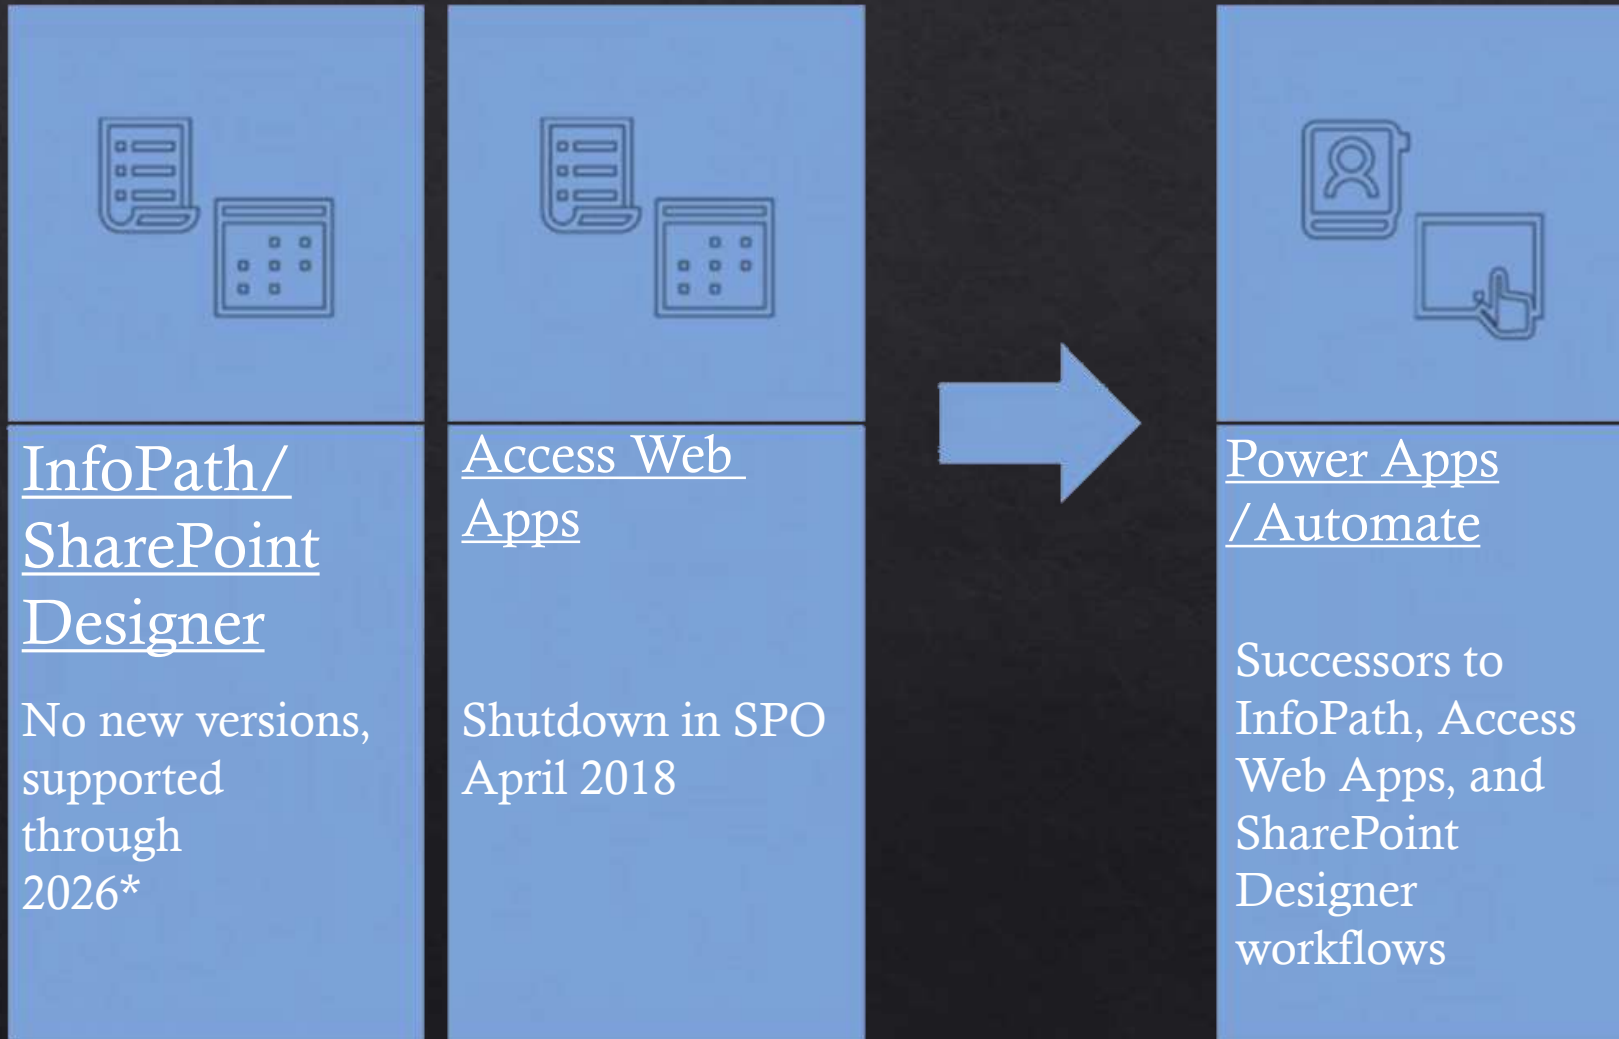 InfoPath/
SharePoint
Designer
No new versions,
supported
through
2026*
Access Web
Apps
Shutdown in SPO
April 2018
Power Apps
/Automate
Successors to
InfoPath, Access
Web Apps, and
SharePoint
Designer
workflows